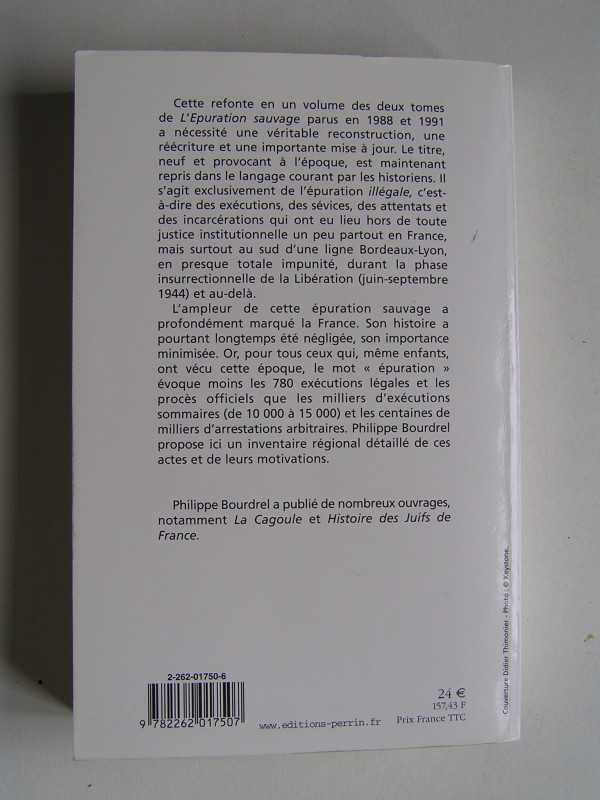 Cette refonte en un volume des deux tomes
de L'Epuration sauvage parus en 1988 et 1991
a nécessité une véritable reconstruction, une
réécriture et une importante mise à jour. Le titre,
neuf et provocant à l'époque, est maintenant
repris dans le langage courant par les historiens. Il
s'agit exclusivement de l'épuration illégale, c'est-
à-dire des exécutions, des sévices, des attentats et
des incarcérations qui ont eu lieu hors de toute
justice institutionnelle un peu partout en France,
mais surtout au sud d'une ligne Bordeaux-Lyon,
en presque totale impunité, durant la phase
insurrectionnelle de la Libération (juin-septembre
1944) et au-delà.
L'ampleur de cette épuration sauvage a
profondément marqué la France. Son histoire a
pourtant longtemps été négligée, son importance
minimisée. Or, pour tous ceux qui, même enfants,
ont vécu cette époque, le mot « épuration »
évoque moins les 780 exécutions légales et les
procès officiels que les milliers d'exécutions
sommaires (de 10 000 à 15 000) et les centaines de
milliers d'arrestations arbitraires. Philippe Bourdrel
propose ici un inventaire régional détaillé de ces
actes et de leurs motivations.
Philippe Bourdrel a publié de nombreux ouvrages,
notamment La Cagoule et Histoire des Juifs de
France.
Couverture Didier Thimonier - Photo : © Keystone.
2-262-01750-6
9 782262 017507
www.editions-perrin.fr
24 €
157.43 F
Prix France TTC